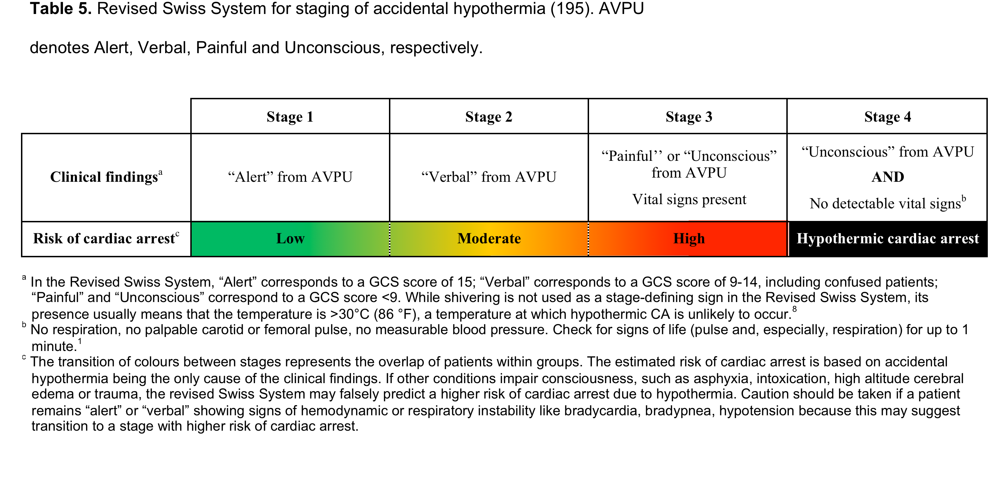 Table 5. Revised Swiss System for staging of accidental hypothermia (195). AVPU
denotes Alert, Verbal, Painful and Unconscious, respectively.
Stage 1 Stage 2 Stage 3 Stage 4
Clinical findingsa
“Alert” from AVPU
“Verbal” from AVPU
“Painful’’ or “Unconscious”
from AVPU
Vital signs present
“Unconscious” from AVPU
AND
No detectable vital signsb
Risk of cardiac arrestc Low Moderate High Hypothermic cardiac arrest
a In the Revised Swiss System, “Alert” corresponds to a GCS score of 15; “Verbal” corresponds to a GCS score of 9-14, including confused patients;
“Painful” and “Unconscious” correspond to a GCS score <9. While shivering is not used as a stage-defining sign in the Revised Swiss System, its
presence usually means that the temperature is >30°C (86 °F), a temperature at which hypothermic CA is unlikely to occur.8
b No respiration, no palpable carotid or femoral pulse, no measurable blood pressure. Check for signs of life (pulse and, especially, respiration) for up to 1
minute.1
c The transition of colours between stages represents the overlap of patients within groups. The estimated risk of cardiac arrest is based on accidental
hypothermia being the only cause of the clinical findings. If other conditions impair consciousness, such as asphyxia, intoxication, high altitude cerebral
edema or trauma, the revised Swiss System may falsely predict a higher risk of cardiac arrest due to hypothermia. Caution should be taken if a patient
remains “alert” or “verbal” showing signs of hemodynamic or respiratory instability like bradycardia, bradypnea, hypotension because this may suggest
transition to a stage with higher risk of cardiac arrest.